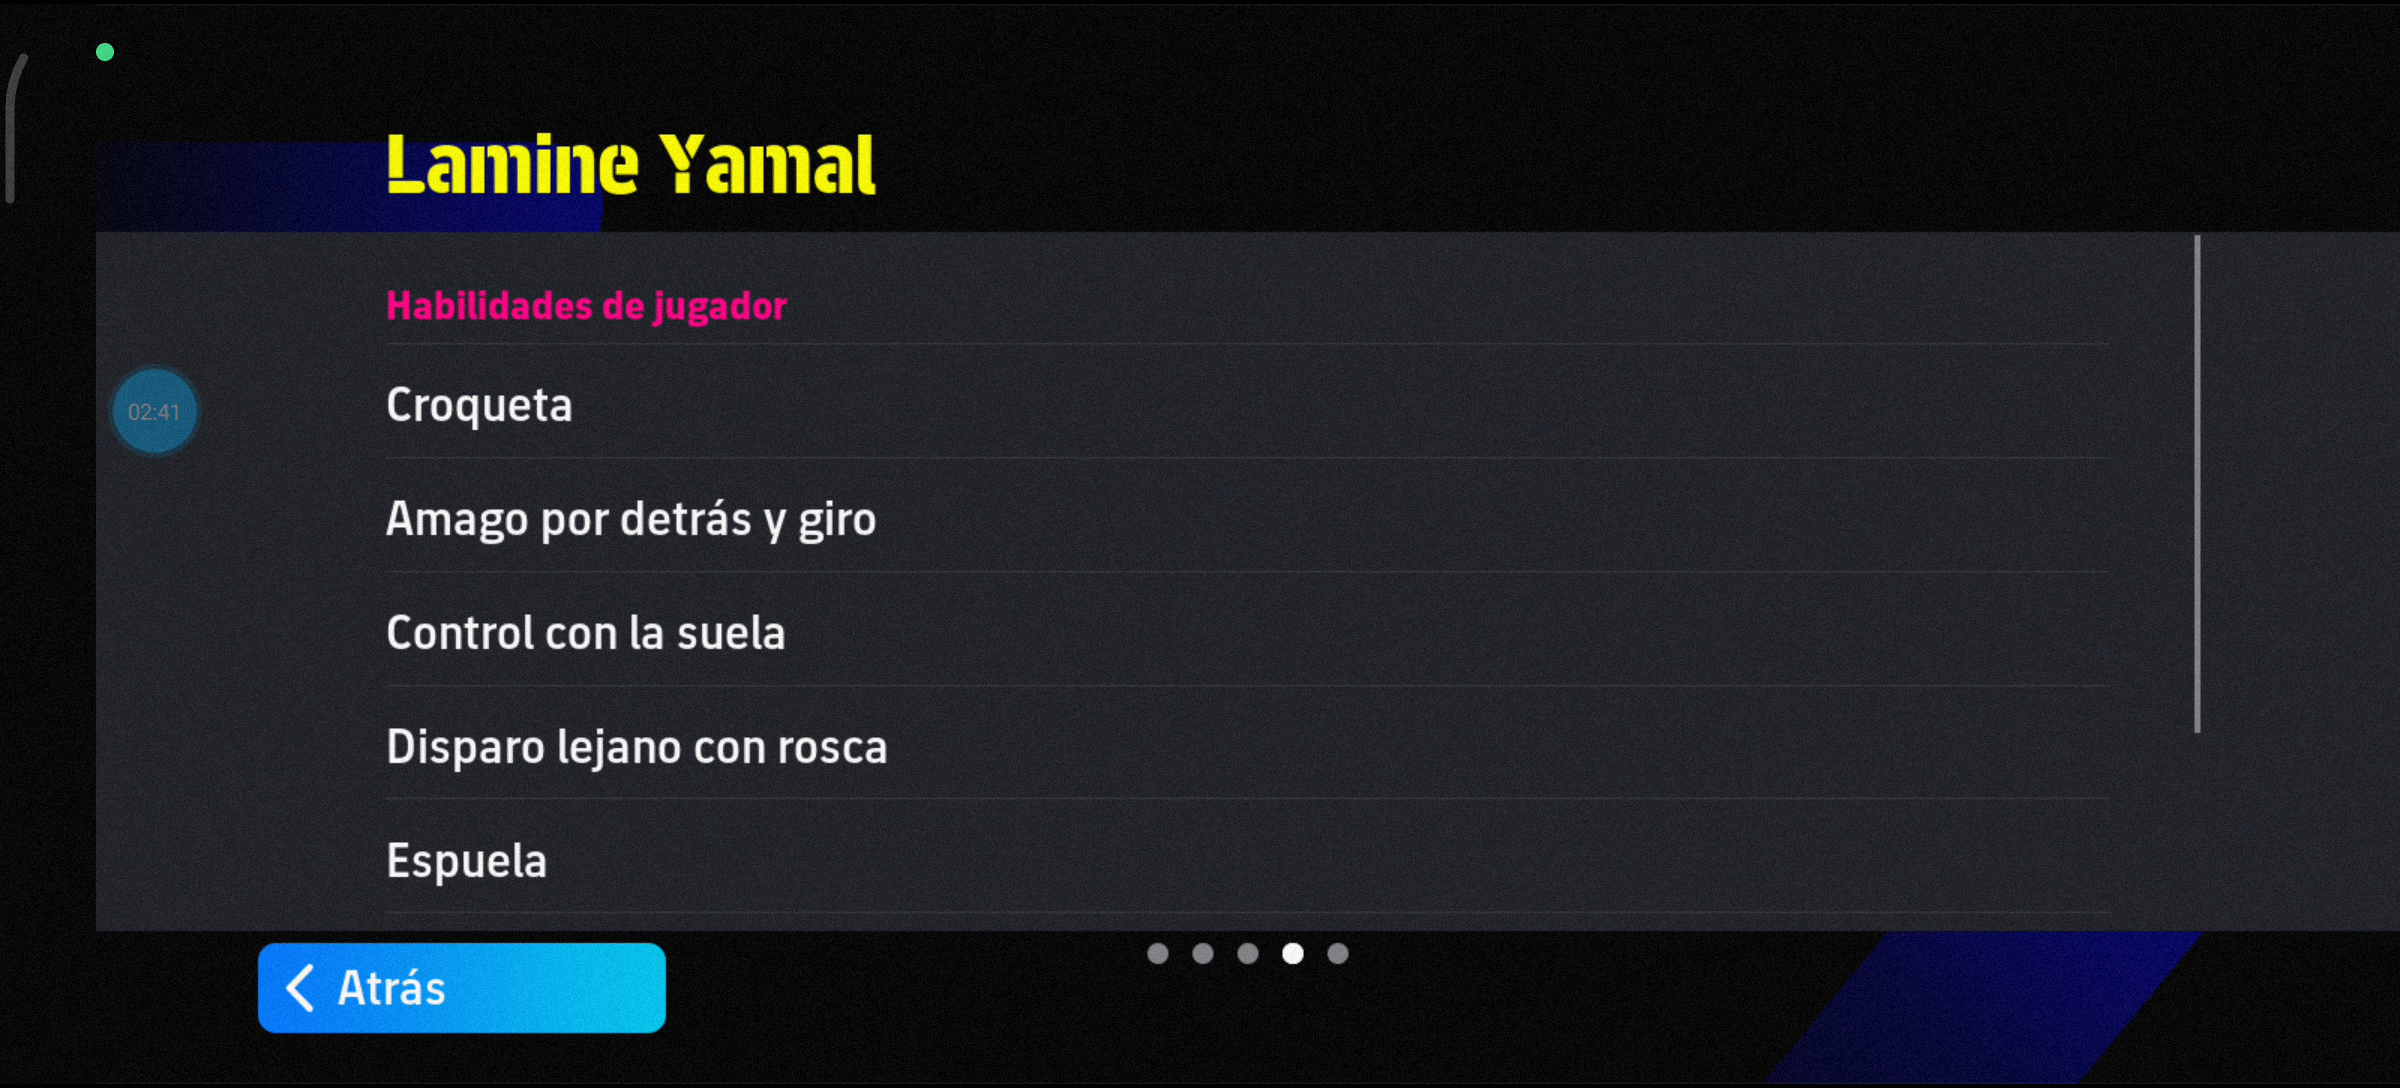 Lamine Yamal
Habilidades de jugador
Croqueta
02:41
Amago por detrás y giro
Control con la suela
Disparo lejano con rosca
Espuela
Atrás